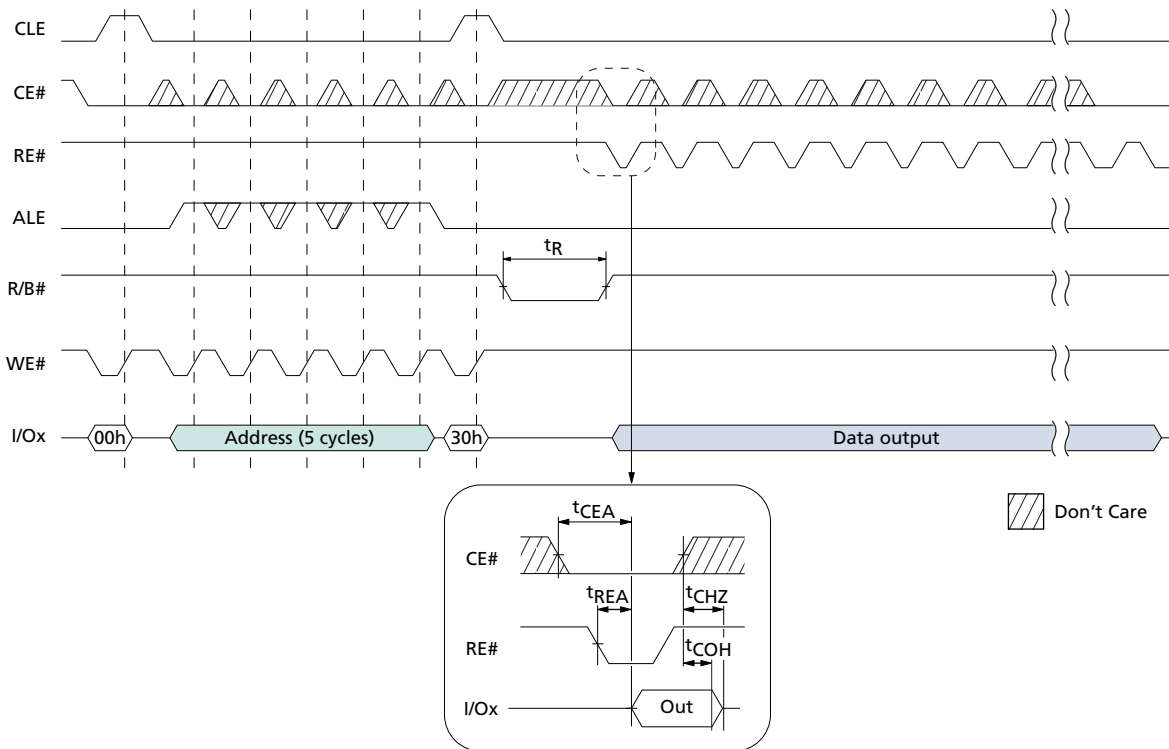 CLE
CE#
RE#
ALE
tR
R/B#
WE#
I/Ox
00h
Address (5 cycles)
30h
Data output
Don't Care
tCEA
CE#
tREA
tCHZ
RE#
tCOH
I/Ox
Out